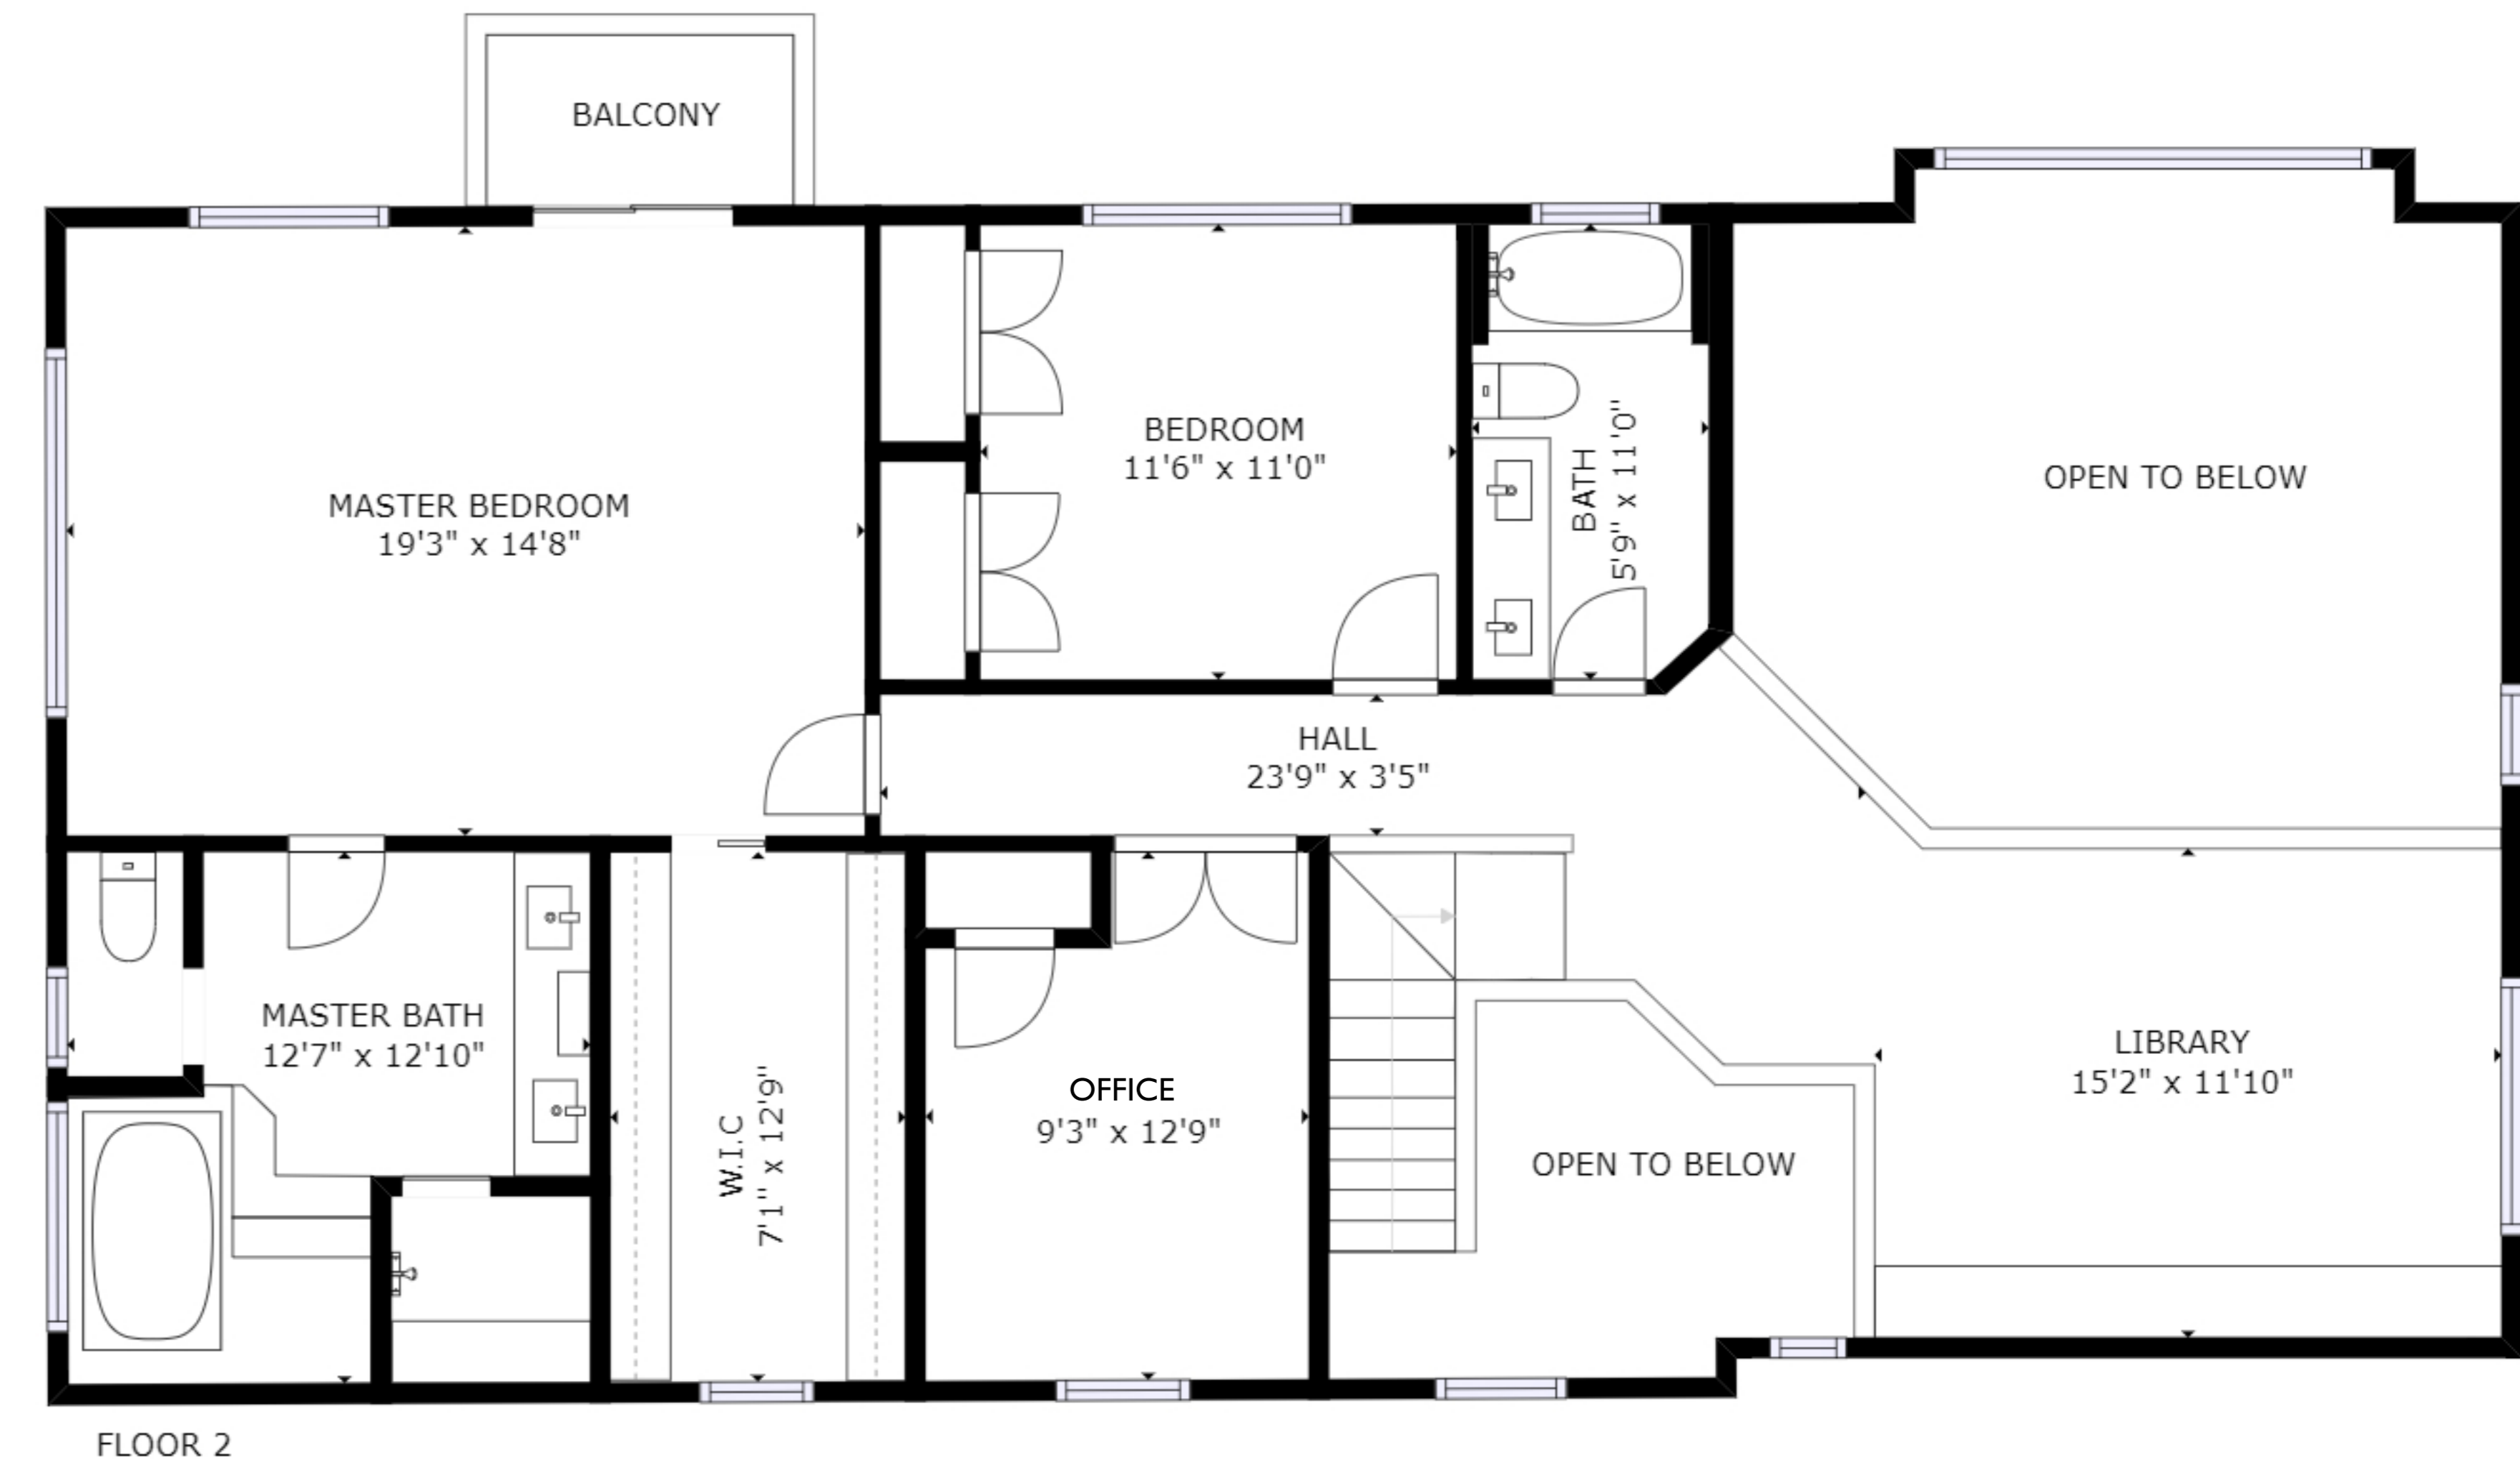 BALCONY
MASTER BEDROOM
19'3" x 14'8"
BEDROOM
11'6" x 11'0"
BATH
5'9" x 11'0"
OPEN TO BELOW
HALL
23'9" x 3'5"
MASTER BATH
12'7" x 12'10"
W.I.C
7'1" x 12'9"
OFFICE
9'3" x 12'9"
OPEN TO BELOW
LIBRARY
15'2" x 11'10"
FLOOR 2